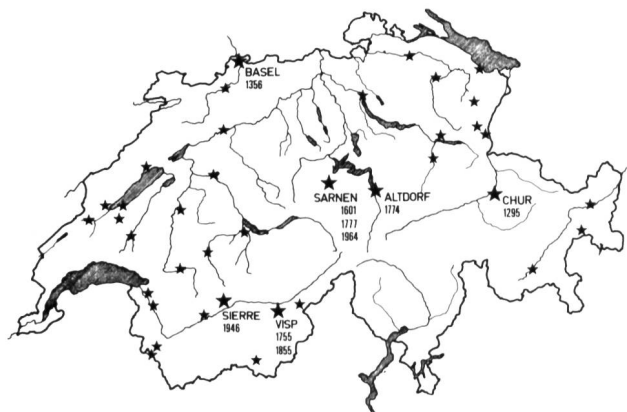 BASEL
1356
SARNEN
1601
1777
1964
ALTDORF
1774
CHUR
1295
SIERRE
1946
VISP
1755
1855